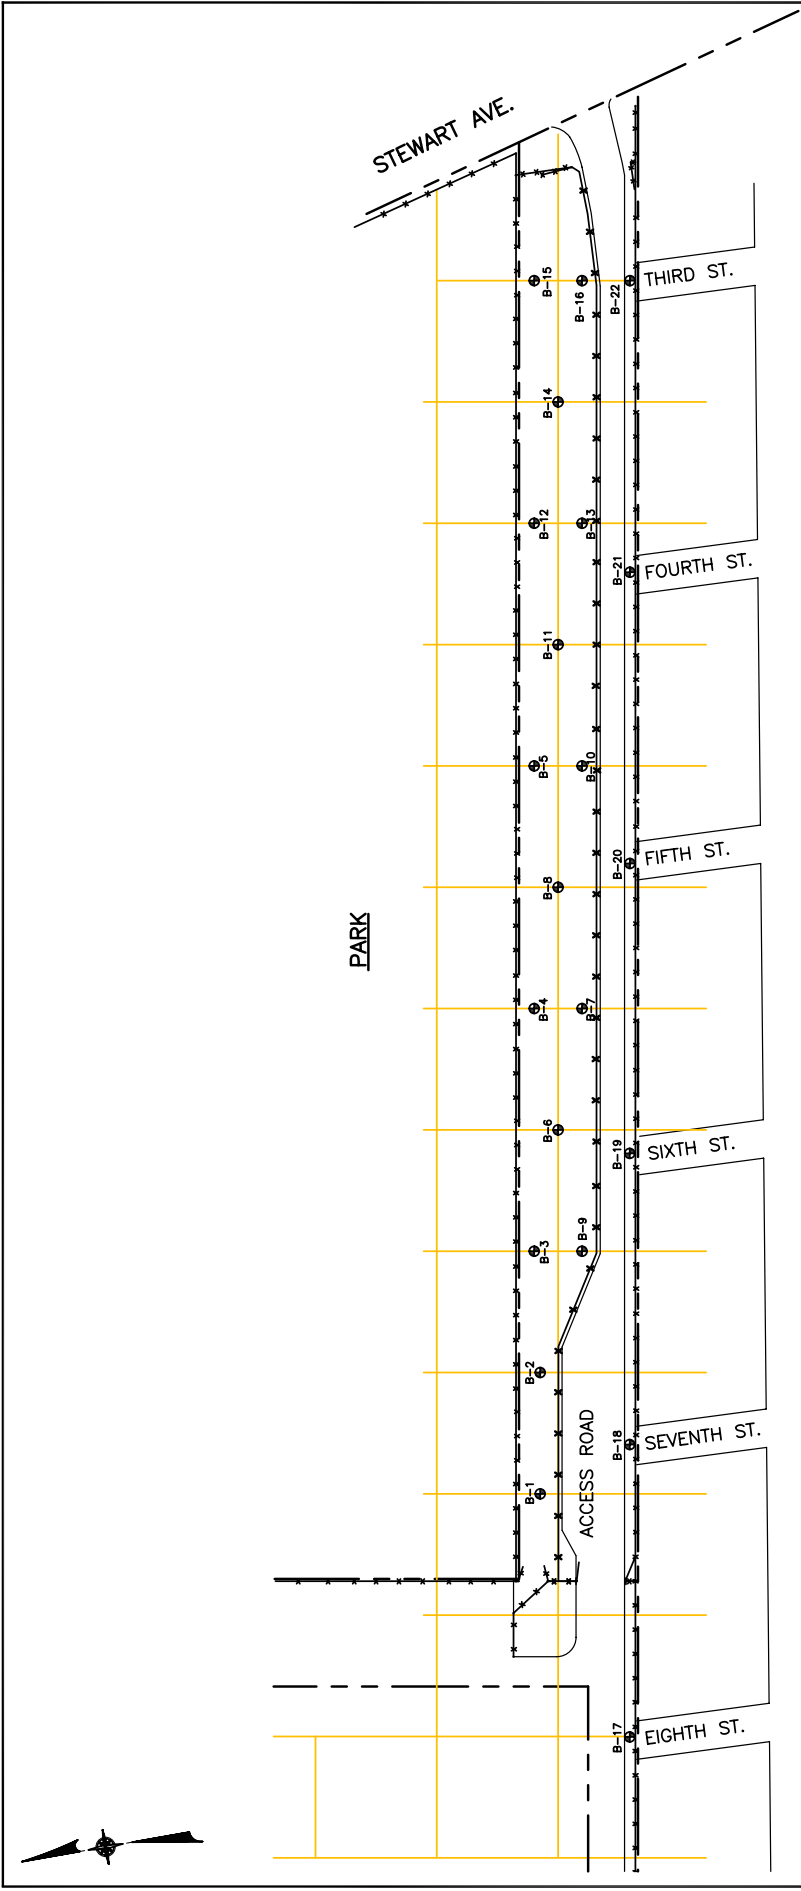 STEWART AVE.
B-15
B-16
B-22
THIRD ST.
B-14
B-12
B-13
B-21
FOURTH ST.
B-11
B-5
B-10
B-20
FIFTH ST.
B-8
PARK
B-4
B-7
B-6
B-19
SIXTH ST.
B-3
B-9
B-2
ACCESS ROAD
B-18
SEVENTH ST.
B-1
B-17
EIGHTH ST.